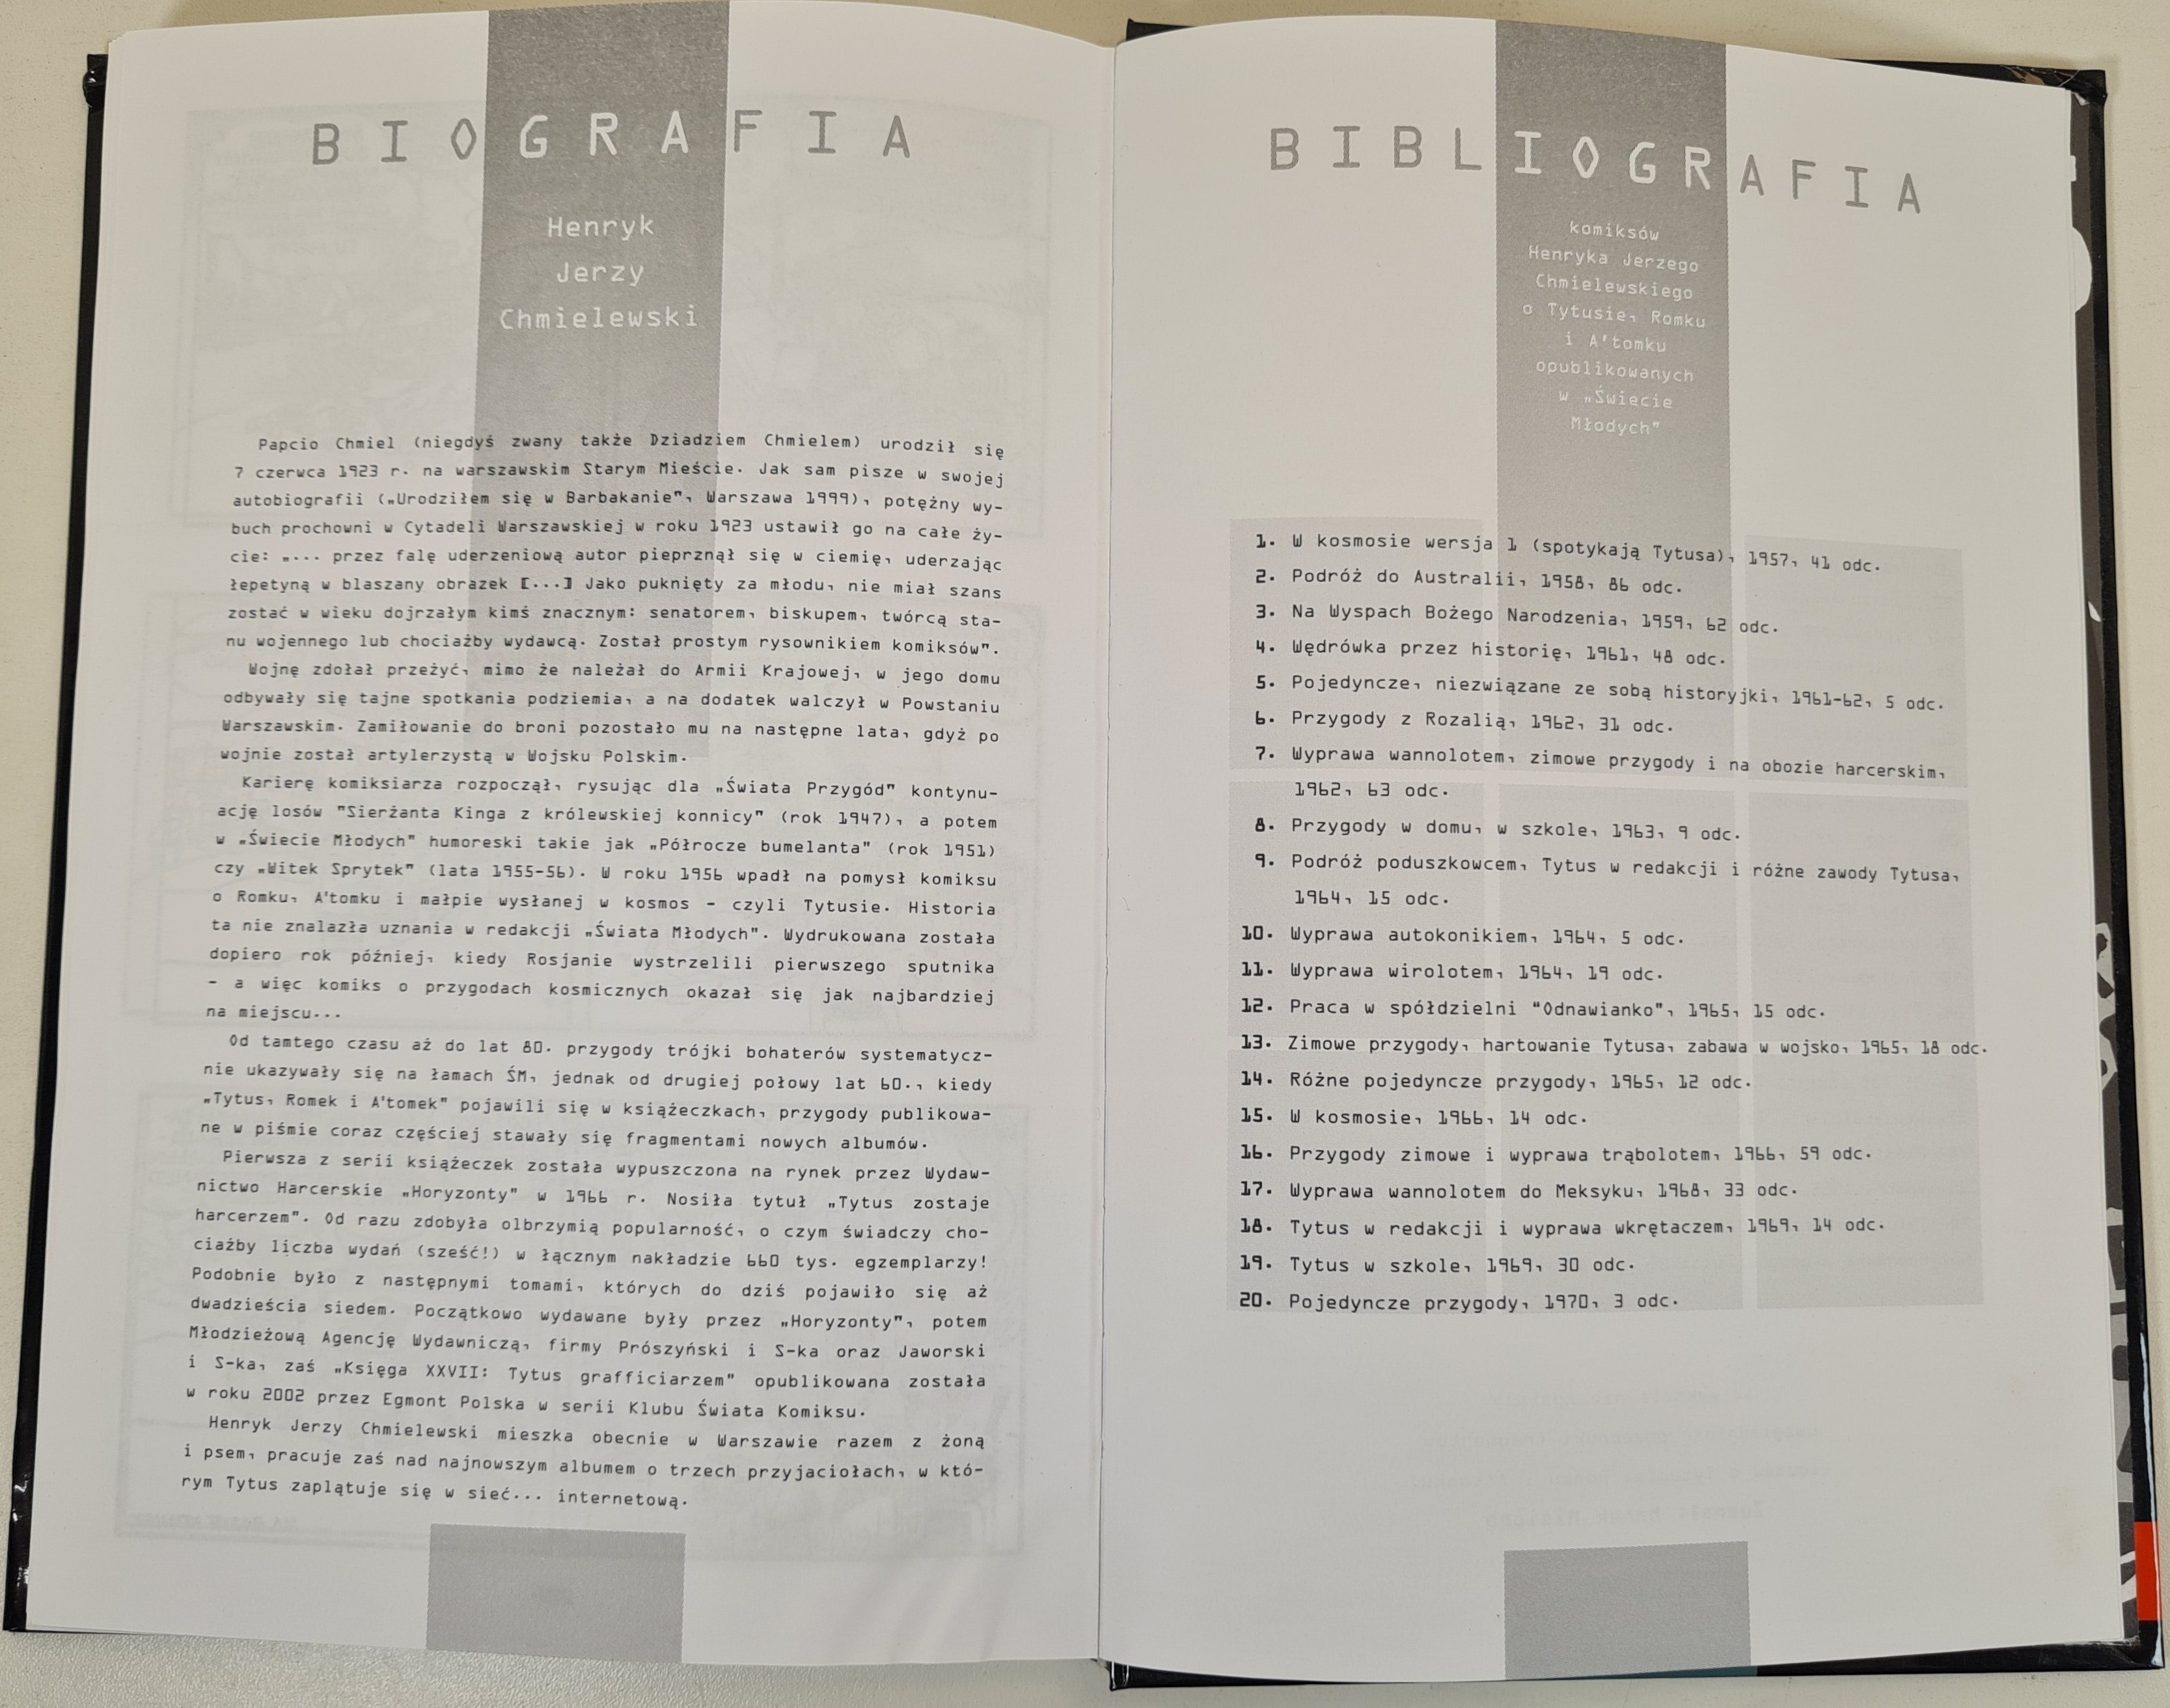 BIOGRAFIA
Henryk
Jerzy
Chmielewski
Papcio Chmiel (niegdyś zwany także Dziadziem Chmielem) urodził się
7 czerwca 1923 r. na warszawskim Starym Mieście. Jak sam pisze w swojej
autobiografii („Urodziłem się w Barbakanie", Warszawa 1999), potężny wy-
buch prochowni w Cytadeli Warszawskiej w roku 1923 ustawił go na całe ży-
cie: „... przez falę uderzeniową autor pieprznął się w ciemię, uderzając
łepetyną w blaszany obrazek [...] Jako puknięty za młodu, nie miał szans
zostać w wieku dojrzałym kimś znacznym: senatorem, biskupem, twórcą sta-
nu wojennego lub chociażby wydawcą. Został prostym rysownikiem komiksów".
Wojnę zdołał przeżyć, mimo że należał do Armii Krajowej, w jego domu
odbywały się tajne spotkania podziemia, a na dodatek walczył w Powstaniu
Warszawskim. Zamiłowanie do broni pozostało mu na następne lata, gdyż po
wojnie został artylerzystą w Wojsku Polskim.
Karierę komiksiarza rozpoczął, rysując dla „Świata Przygód" kontynu-
ację losów "Sierżanta Kinga z królewskiej konnicy" (rok 1947), a potem
w „Świecie Młodych" humoreski takie jak „Półrocze bumelanta" (rok 1951)
czy „Witek Sprytek" (lata 1955-56). W roku 1956 wpadł na pomysł komiksu
o Romku, A'tomku i małpie wysłanej w kosmos - czyli Tytusie. Historia
ta nie znalazła uznania w redakcji „Świata Młodych". Wydrukowana została
dopiero rok później, kiedy Rosjanie wystrzelili pierwszego sputnika
- a więc komiks o przygodach kosmicznych okazał się jak najbardziej
na miejscu...
Od tamtego czasu aż do lat 80. przygody trójki bohaterów systematycz-
nie ukazywały się na łamach ŚM, jednak od drugiej połowy lat 60., kiedy
„Tytus, Romek i A'tomek" pojawili się w książeczkach, przygody publikowa-
ne w piśmie coraz częściej stawały się fragmentami nowych albumów.
Pierwsza z serii książeczek została wypuszczona na rynek przez Wydaw-
nictwo Harcerskie „Horyzonty" w 1966 r. Nosiła tytuł „Tytus zostaje
harcerzem". Od razu zdobyła olbrzymią popularność, o czym świadczy cho-
ciażby liczba wydań (sześć!) w łącznym nakładzie 660 tys. egzemplarzy!
Podobnie było z następnymi tomami, których do dziś pojawiło się aż
dwadzieścia siedem. Początkowo wydawane były przez „Horyzonty", potem
Młodzieżową Agencję Wydawniczą, firmy Prószyński i S-ka oraz Jaworski
i S-ka, zaś „Księga XXVII: Tytus grafficiarzem" opublikowana została
w roku 2002 przez Egmont Polska w serii Klubu Świata Komiksu.
Henryk Jerzy Chmielewski mieszka obecnie w Warszawie razem z żoną
i psem, pracuje zaś nad najnowszym albumem o trzech przyjaciołach, w któ-
rym Tytus zaplątuje się w sieć... internetową.
BIBLIOGRAFIA
komiksów
Henryka Jerzego
Chmielewskiego
o Tytusie, Romku
i A'tomku
opublikowanych
w „Świecie
Młodych"
1. W kosmosie wersja 1 (spotykają Tytusa), 1957, 41 odc.
2. Podróż do Australii, 1958, 86 odc.
3. Na Wyspach Bożego Narodzenia, 1959, 62 odc.
4. Wędrówka przez historię, 1961, 48 odc.
5. Pojedyncze, niezwiązane ze sobą historyjki, 1961-62, 5 odc.
6. Przygody z Rozalią, 1962, 31 odc.
7. Wyprawa wannolotem, zimowe przygody i na obozie harcerskim,
1962, 63 odc.
8. Przygody w domu, w szkole, 1963, 9 odc.
9. Podróż poduszkowcem, Tytus w redakcji i różne zawody Tytusa,
1964, 15 odc.
10. Wyprawa autokonikiem, 1964, 5 odc.
11. Wyprawa wirolotem, 1964, 19 odc.
12. Praca w spółdzielni "Odnawianko", 1965, 15 odc.
13. Zimowe przygody, hartowanie Tytusa, zabawa w wojsko, 1965, 18 odc.
14. Różne pojedyncze przygody, 1965, 12 odc.
15. W kosmosie, 1966, 14 odc.
16. Przygody zimowe i wyprawa trąbolotem, 1966, 59 odc.
17. Wyprawa wannolotem do Meksyku, 1968, 33 odc.
18. Tytus w redakcji i wyprawa wkrętaczem, 1969, 14 odc.
19. Tytus w szkole, 1969, 30 odc.
20. Pojedyncze przygody, 1970, 3 odc.